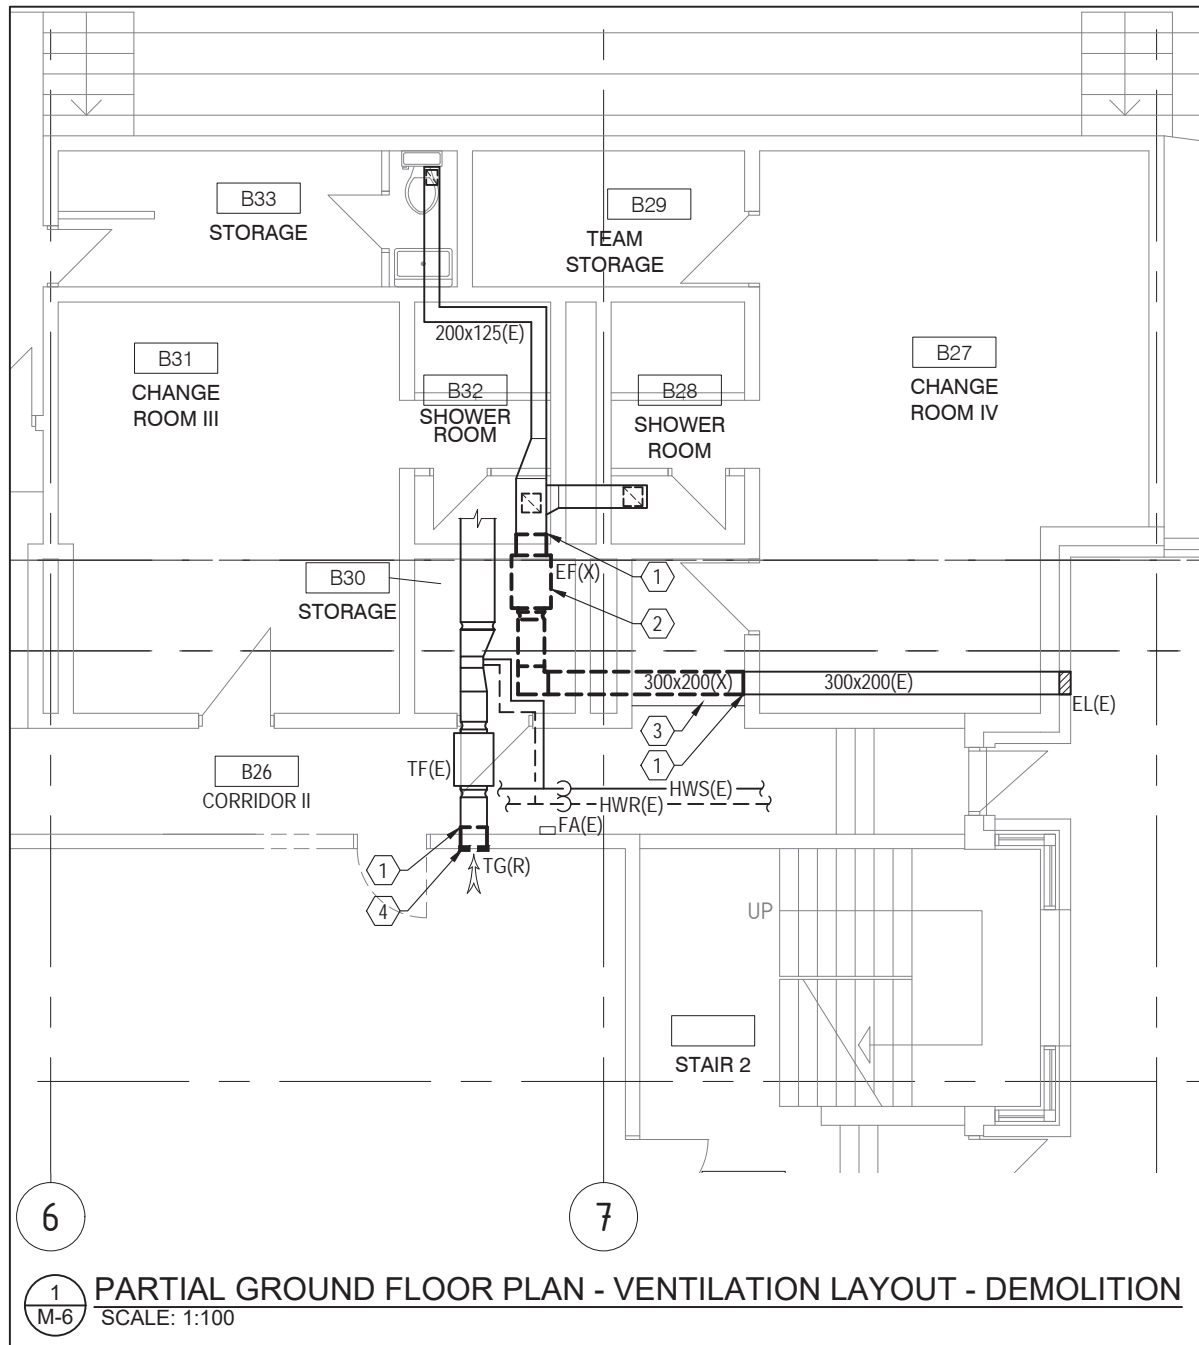 B33
STORAGE
B29
TEAM
STORAGE
200x125(E)
B31
CHANGE
ROOM III
B32
SHOWER
ROOM
B28
SHOWER
ROOM
B27
CHANGE
ROOM IV
B30
STORAGE
EF(X)
1
2
300x200(X)
300x200(E)
EL(E)
3
1
B26
CORRIDOR II
TF(E)
HWS(E)
HWR(E)
FA(E)
TG(R)
1
4
UP
STAIR 2
6
7
1
M-6
PARTIAL GROUND FLOOR PLAN - VENTILATION LAYOUT - DEMOLITION
SCALE: 1:100